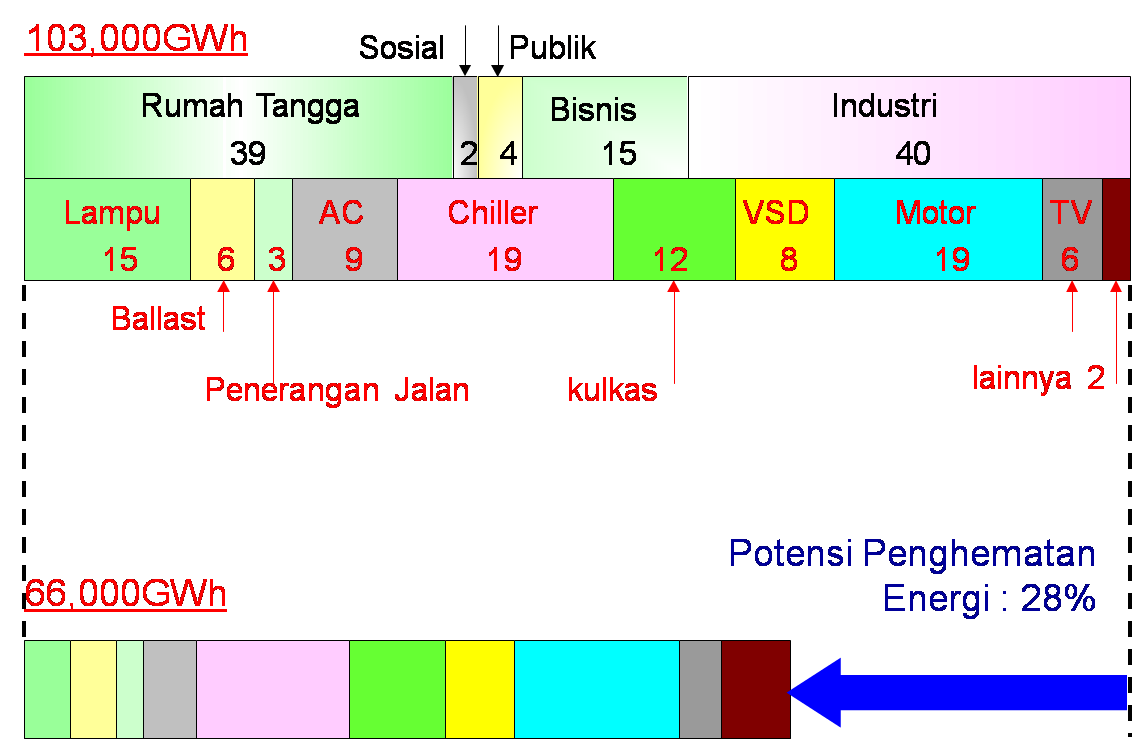 103,000GWh
Sosial Publik
Rumah Tangga Bisnis Industri
39 2 4 15 40
Lampu AC Chiller VSD Motor TV
15 6 3 9 19 12 8 19 6
Ballast
Penerangan Jalan kulkas lainnya 2
Potensi Penghematan
Energi : 28%
66,000GWh